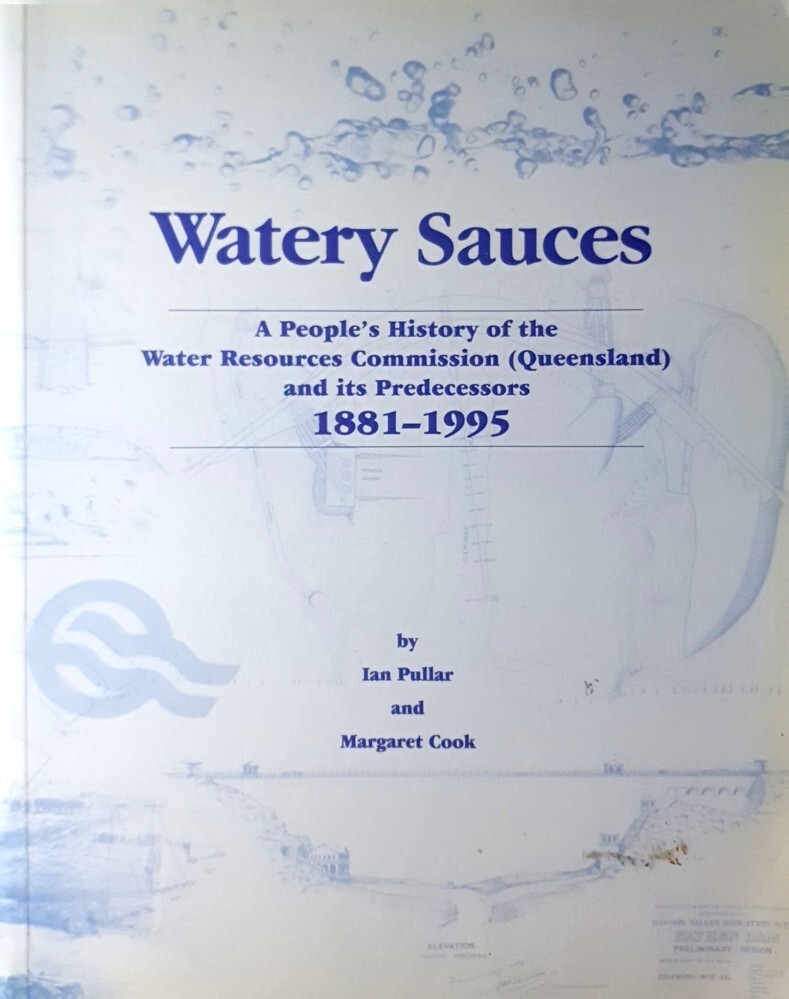 Watery Sauces
A People's History of the
Water Resources Commission (Queensland)
and its Predecessors
1881–1995
by
Ian Pullar
and
Margaret Cook
ELEVATION
PRELIMINARY DESIGN